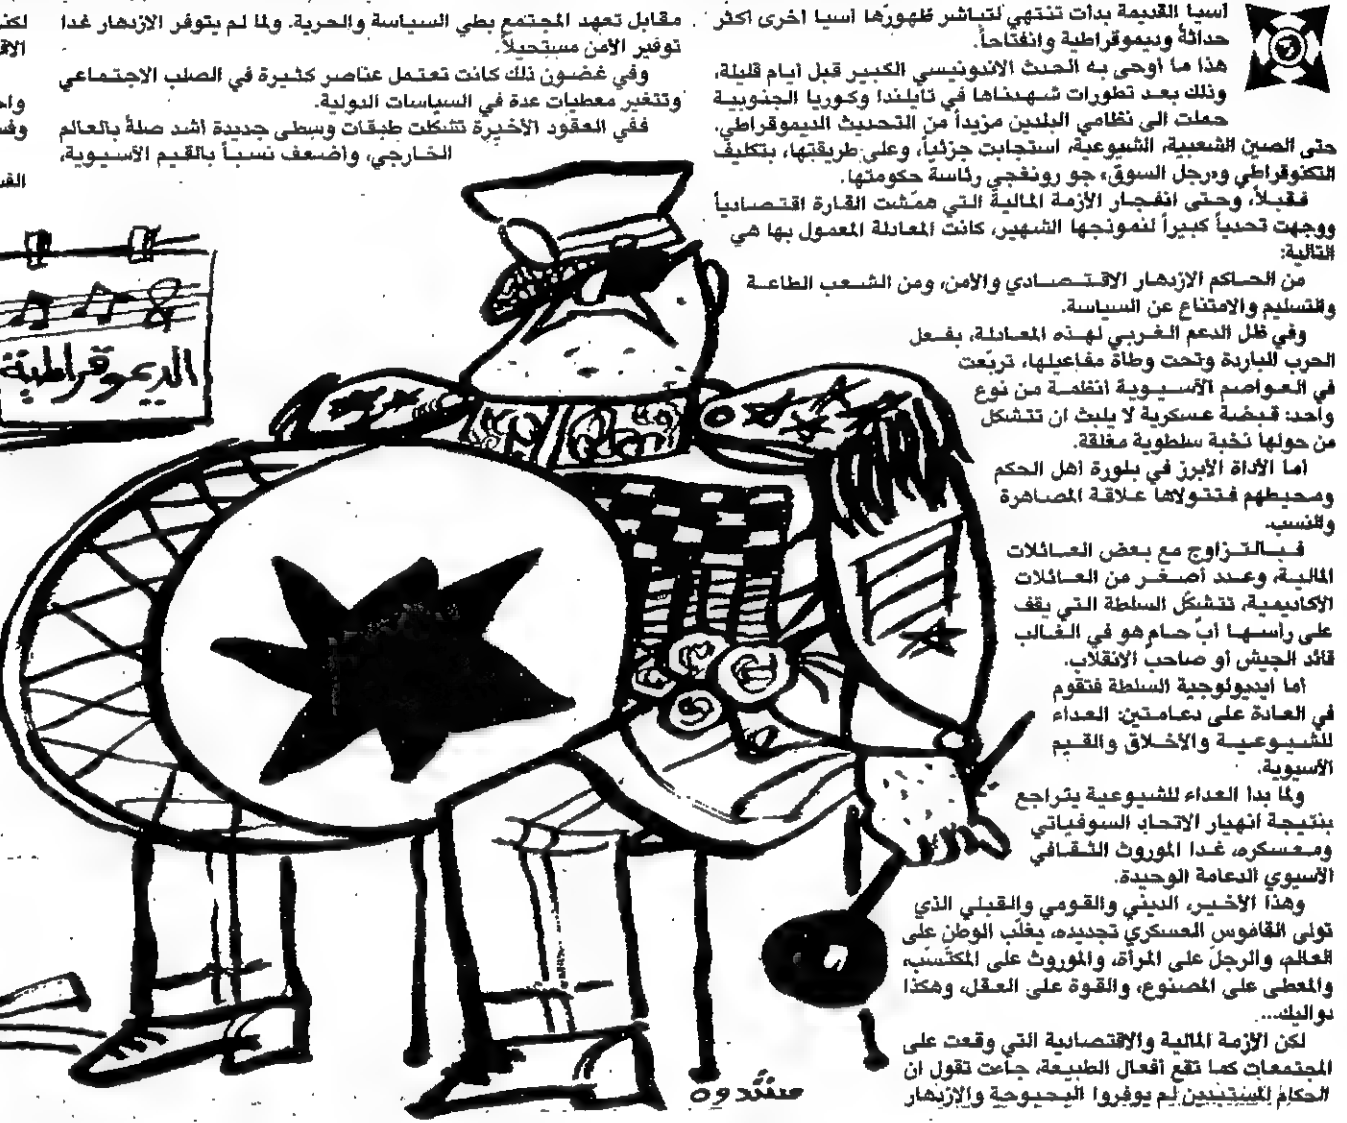 آسيا القديمة بدأت تنتهي لتباشر ظهورَها آسيا أخرى أكثر
حداثةً وديموقراطية وانفتاحاً.
هذا ما أوحى به الحدث الاندونيسي الكبير قبل أيام قليلة،
وذلك بعد تطورات شهدناها في تايلندا وكوريا الجنوبية
حملت الى نظامي البلدين مزيداً من التحديث الديموقراطي.
حتى الصين الشعبية، الشيوعية، استجابت جزئياً، وعلى طريقتها، بتكليف
التكنوقراطي و«رجل السوق» جو رونغجي رئاسة حكومتها.
فقبلاً، وحتى انفجار الأزمة المالية التي همّشت القارة اقتصادياً
ووجهت تحدياً كبيراً لنموذجها الشهير، كانت المعادلة المعمول بها هي
التالية:
من الحاكم الازدهار الاقتصادي والأمن، ومن الشعب الطاعة
والتسليم والامتناع عن السياسة.
وفي ظل الدعم الغربي لهذه المعادلة، بفعل
الحرب الباردة وتحت وطأة مفاعيلها، تربّعت
في العواصم الآسيوية أنظمة من نوع
واحد: قبضة عسكرية لا يلبث ان تتشكل
من حولها نخبة سلطوية مغلقة.
أما الأداة الأبرز في بلورة أهل الحكم
ومحيطهم فتتولاها علاقة المصاهرة
والنسب.
فبالتزاوج مع بعض العائلات
المالية، وعدد أصغر من العائلات
الأكاديمية، تتشكّل السلطة التي يقف
على رأسها أبٌ حامٍ هو في الغالب
قائد الجيش أو صاحب الانقلاب.
أما ايديولوجية السلطة فتقوم
في العادة على دعامتين: العداء
للشيوعية والأخلاق والقيم
الآسيوية.
ولما بدأ العداء للشيوعية يتراجع
بنتيجة انهيار الاتحاد السوفياتي
ومعسكره، غدا الموروث الثقافي
الآسيوي الدعامة الوحيدة.
وهذا الأخير، الديني والقومي والقبلي الذي
تولى القاموس العسكري تجديده، يغلّب الوطن على
العالم، والرجل على المرأة، والموروث على المكتسَب،
والمعطى على المصنوع، والقوة على العقل، وهكذا
دواليك...
لكن الأزمة المالية والاقتصادية التي وقعت على
المجتمعات كما تقع أفعال الطبيعة، جاءت تقول ان
الحكام المستبدين لم يوفروا البحبوحة والازدهار
مقابل تعهد المجتمع بطي السياسة والحرية. ولما لم يتوفر الازدهار غدا
توفير الأمن مستحيلاً.
وفي غضون ذلك كانت تعتمل عناصر كثيرة في الصلب الاجتماعي
وتتغير معطيات عدة في السياسات الدولية.
ففي العقود الأخيرة تشكلت طبقات وسطى جديدة أشد صلةً بالعالم
الخارجي، وأضعف نسبياً بالقيم الآسيوية،
لكن
الديموقراطية